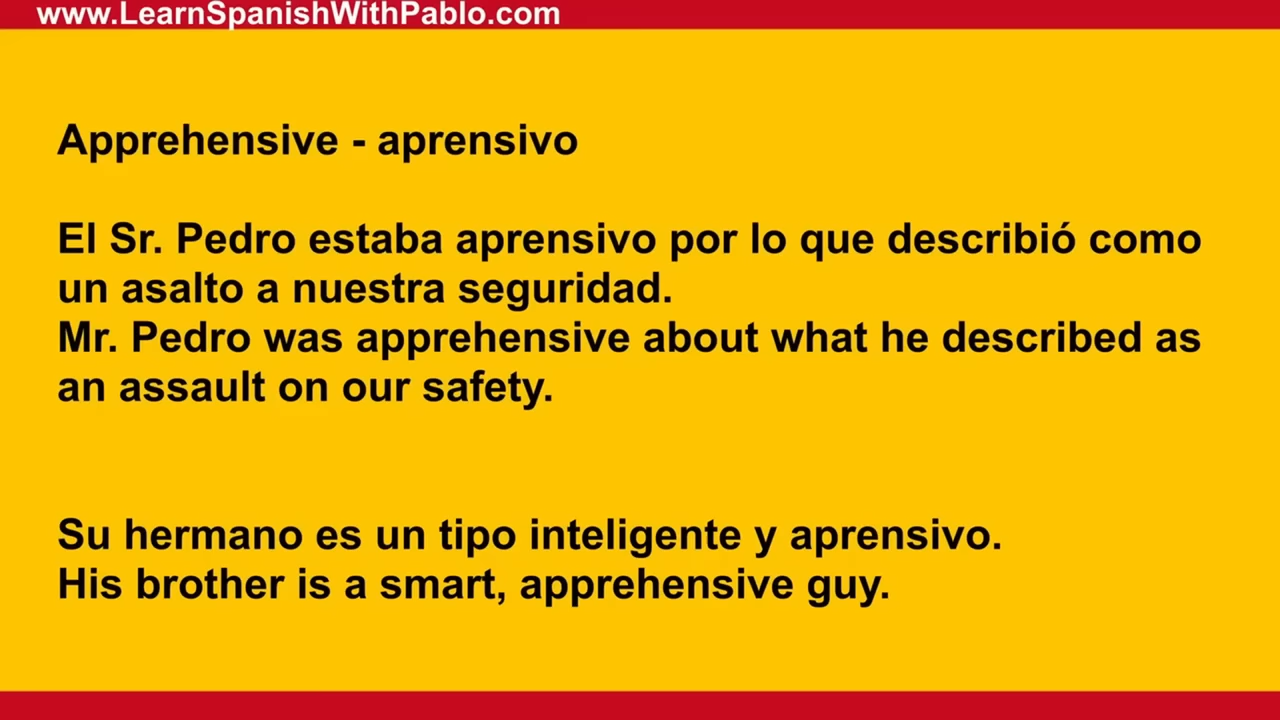 www.LearnSpanishWithPablo.com
Apprehensive - aprensivo
El Sr. Pedro estaba aprensivo por lo que describió como
un asalto a nuestra seguridad.
Mr. Pedro was apprehensive about what he described as
an assault on our safety.
Su hermano es un tipo inteligente y aprensivo.
His brother is a smart, apprehensive guy.